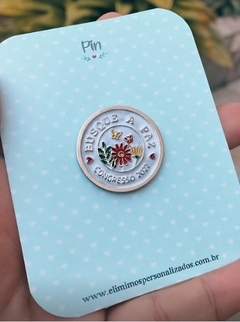 Pin
BUSQUE A PAZ
CONGRESSO 2022
www.elimimospersonalizados.com.br